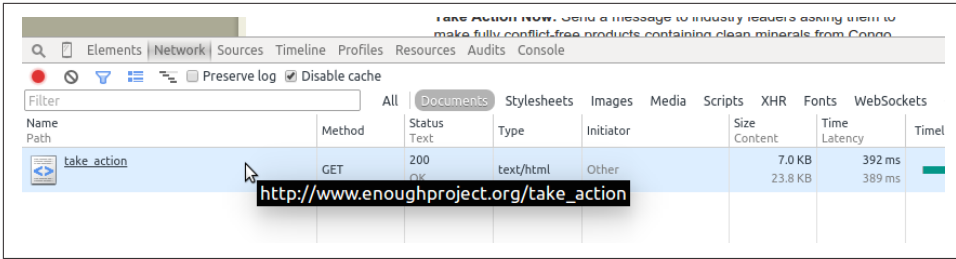 Take Action Now: Send a message to industry leaders asking them to
make fully conflict-free products containing clean minerals from Congo
Elements Network Sources Timeline Profiles Resources Audits Console
Preserve log Disable cache
Filter All Documents Stylesheets Images Media Scripts XHR Fonts WebSockets
Name Method Status Type Initiator Size Time Timel
Path Text Content Latency
take_action GET 200 text/html Other 7.0 KB 392 ms
OK 23.8 KB 389 ms
http://www.enoughproject.org/take_action